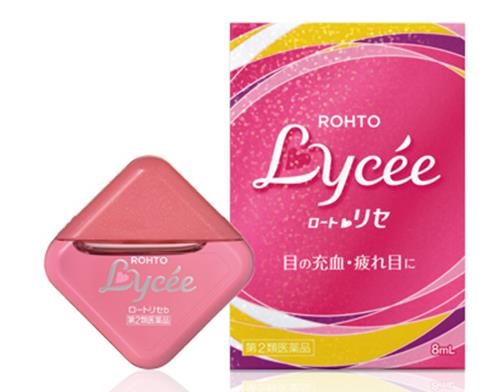 ROHTO
Lycée
ロートリセb
第2類医薬品
ROHTO
Lycée
ロート リセ
目の充血・疲れ目に
第2類医薬品
8mL